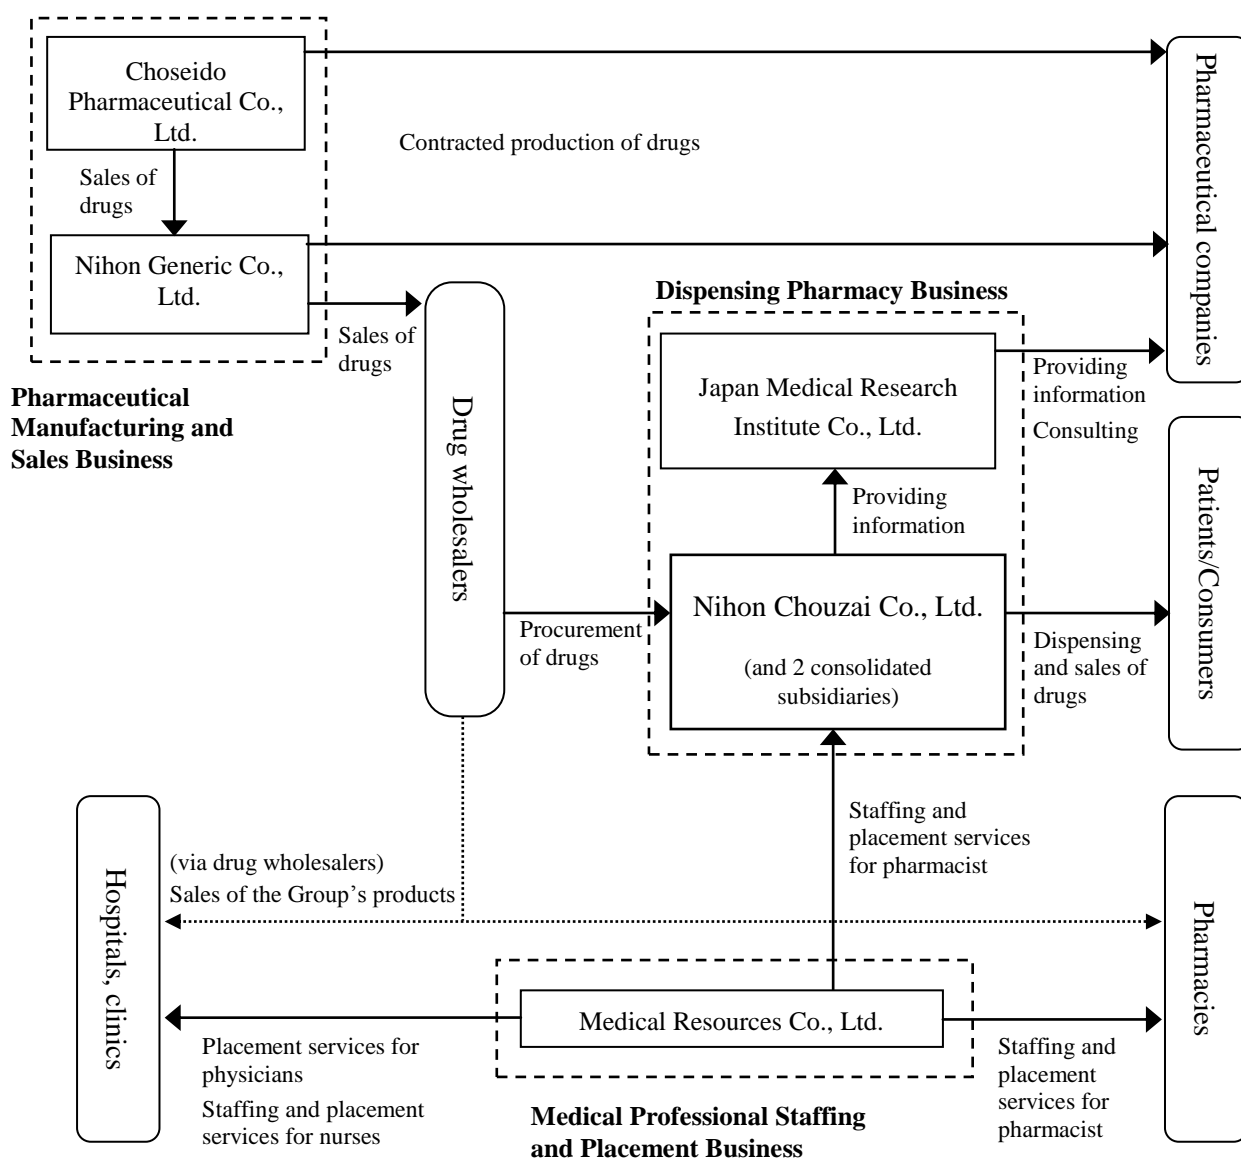 Choseido
Pharmaceutical Co.,
Ltd.
Contracted production of drugs
Sales of
drugs
Nihon Generic Co.,
Ltd.
Sales of
drugs
Pharmaceutical
Manufacturing and
Sales Business
Drug wholesalers
Pharmaceutical companies
Dispensing Pharmacy Business
Japan Medical Research
Institute Co., Ltd.
Providing
information
Consulting
Providing
information
Nihon Chouzai Co., Ltd.
(and 2 consolidated
subsidiaries)
Procurement
of drugs
Dispensing
and sales of
drugs
Patients/Consumers
Staffing and
placement services
for pharmacist
(via drug wholesalers)
Sales of the Group’s products
Hospitals, clinics
Pharmacies
Medical Resources Co., Ltd.
Placement services for
physicians
Staffing and placement
services for nurses
Staffing and
placement
services for
pharmacist
Medical Professional Staffing
and Placement Business